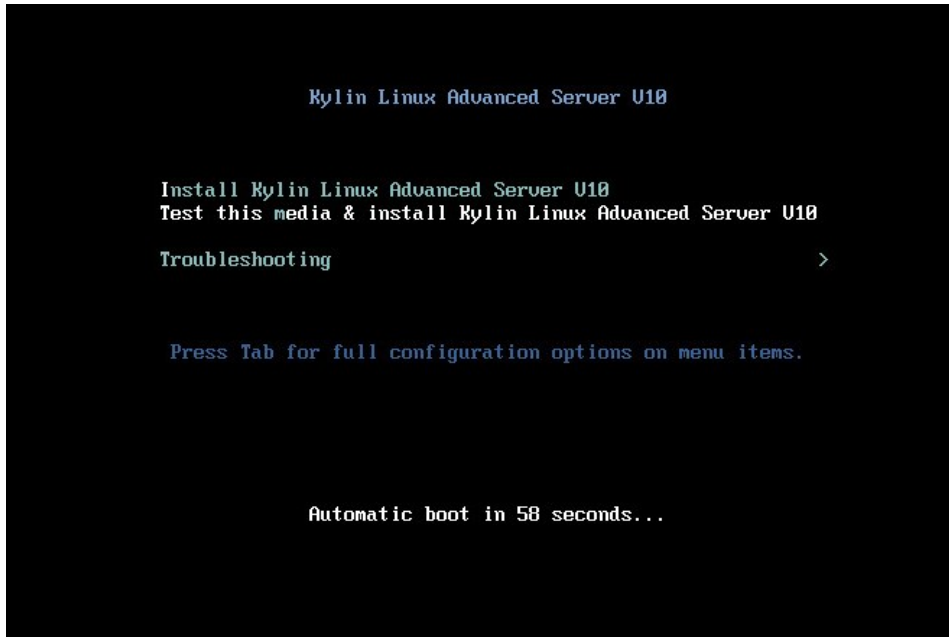 Kylin Linux Advanced Server V10
Install Kylin Linux Advanced Server V10
Test this media & install Kylin Linux Advanced Server V10
Troubleshooting >
Press Tab for full configuration options on menu items.
Automatic boot in 58 seconds...